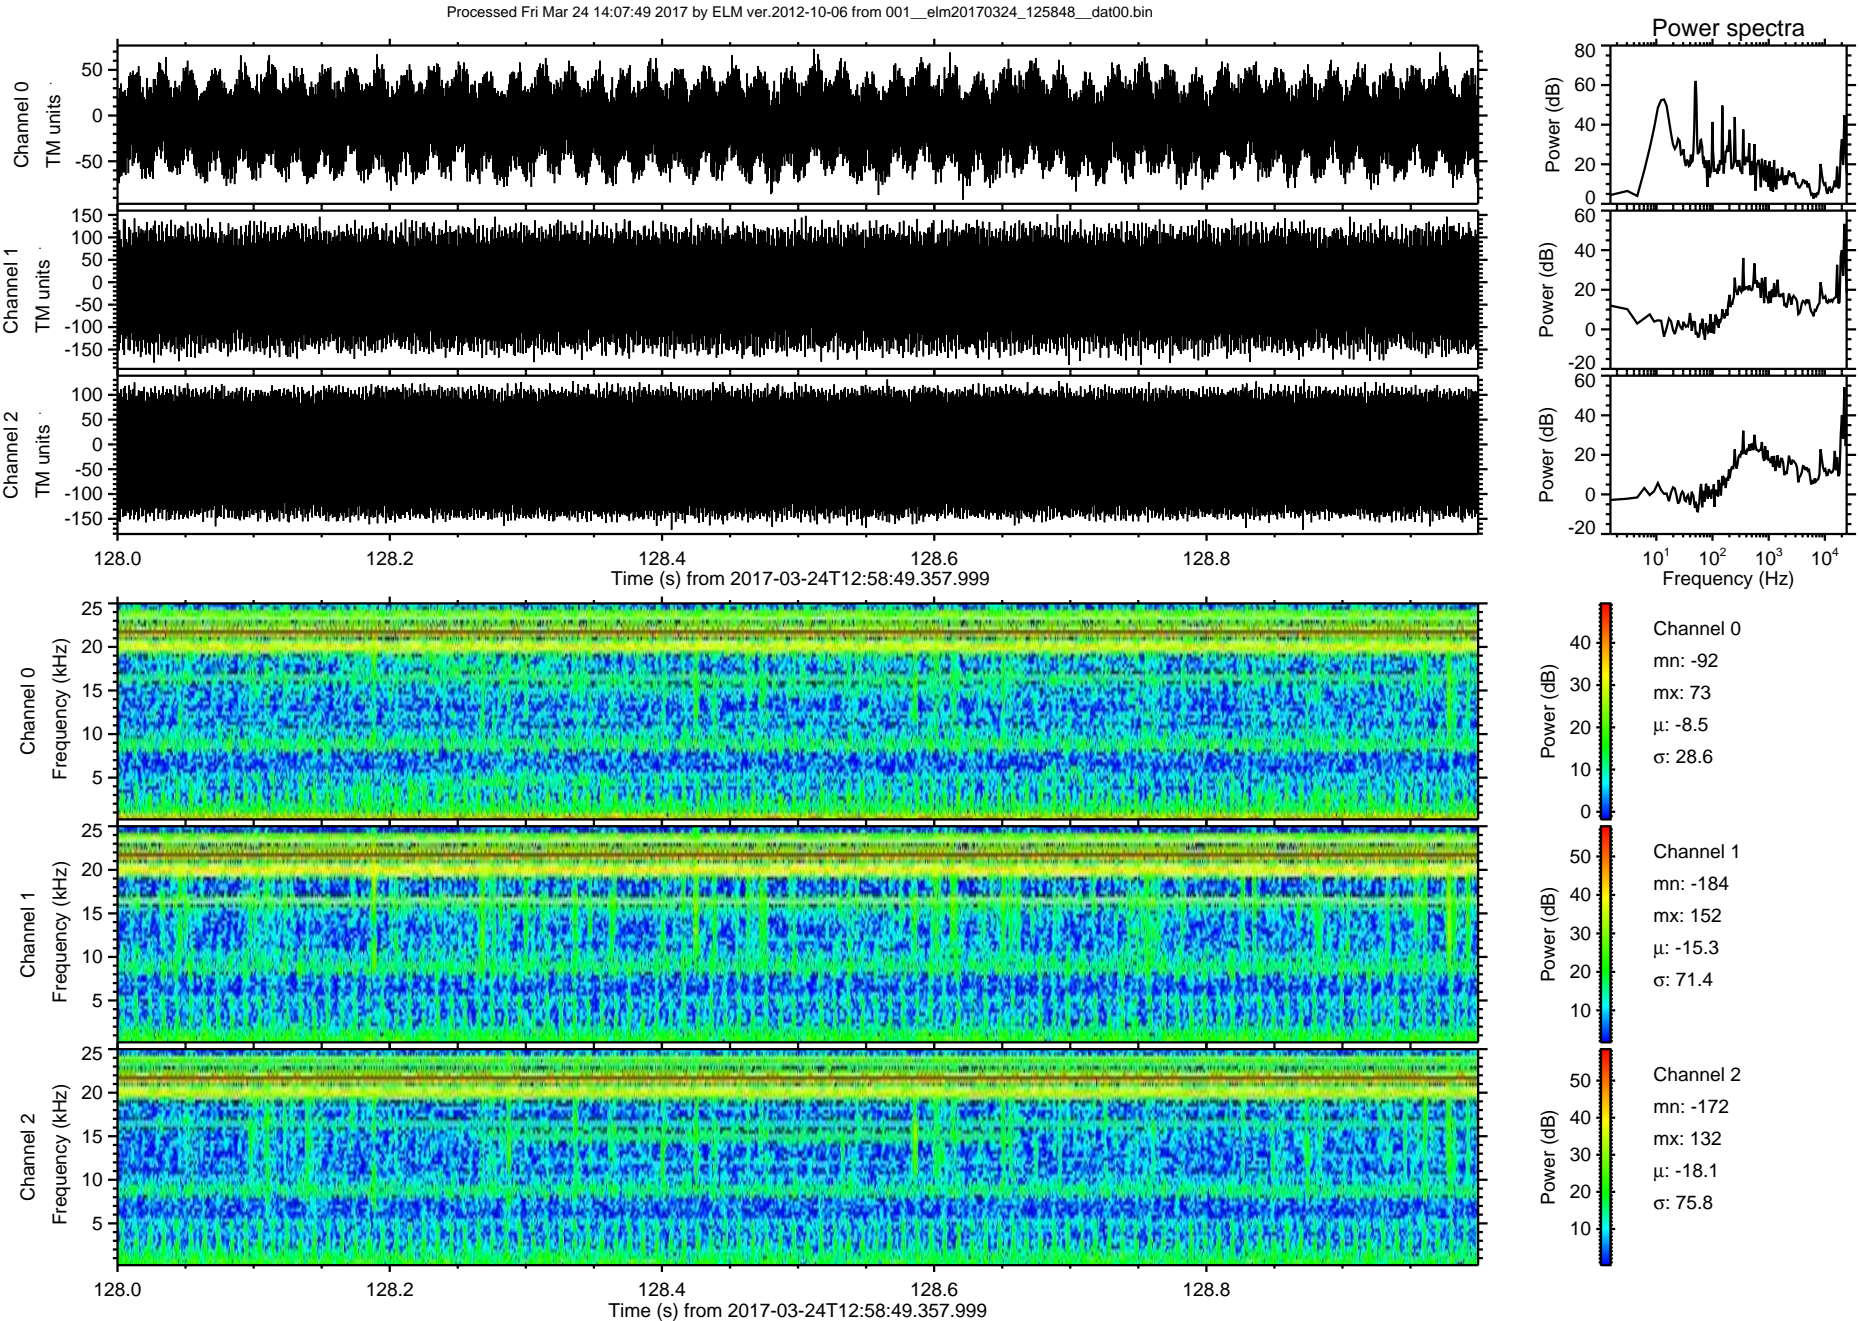 Processed Fri Mar 24 14:07:49 2017 by ELM ver.2012-10-06 from 001__elm20170324_125848__dat00.bin
Power spectra
Channel 0
TM units
50
0
-50
Power (dB)
80
60
40
20
0
Channel 1
TM units
150
100
50
0
-50
-100
-150
Power (dB)
60
40
20
0
-20
Channel 2
TM units
100
50
0
-50
-100
-150
Power (dB)
60
40
20
0
-20
128.0
128.2
128.4
128.6
128.8
Time (s) from 2017-03-24T12:58:49.357.999
10¹
10²
10³
10⁴
Frequency (Hz)
Channel 0
Frequency (kHz)
25
20
15
10
5
Power (dB)
40
30
20
10
0
Channel 0
mn: -92
mx: 73
μ: -8.5
σ: 28.6
Channel 1
Frequency (kHz)
25
20
15
10
5
Power (dB)
50
40
30
20
10
Channel 1
mn: -184
mx: 152
μ: -15.3
σ: 71.4
Channel 2
Frequency (kHz)
25
20
15
10
5
Power (dB)
50
40
30
20
10
Channel 2
mn: -172
mx: 132
μ: -18.1
σ: 75.8
128.0
128.2
128.4
128.6
128.8
Time (s) from 2017-03-24T12:58:49.357.999